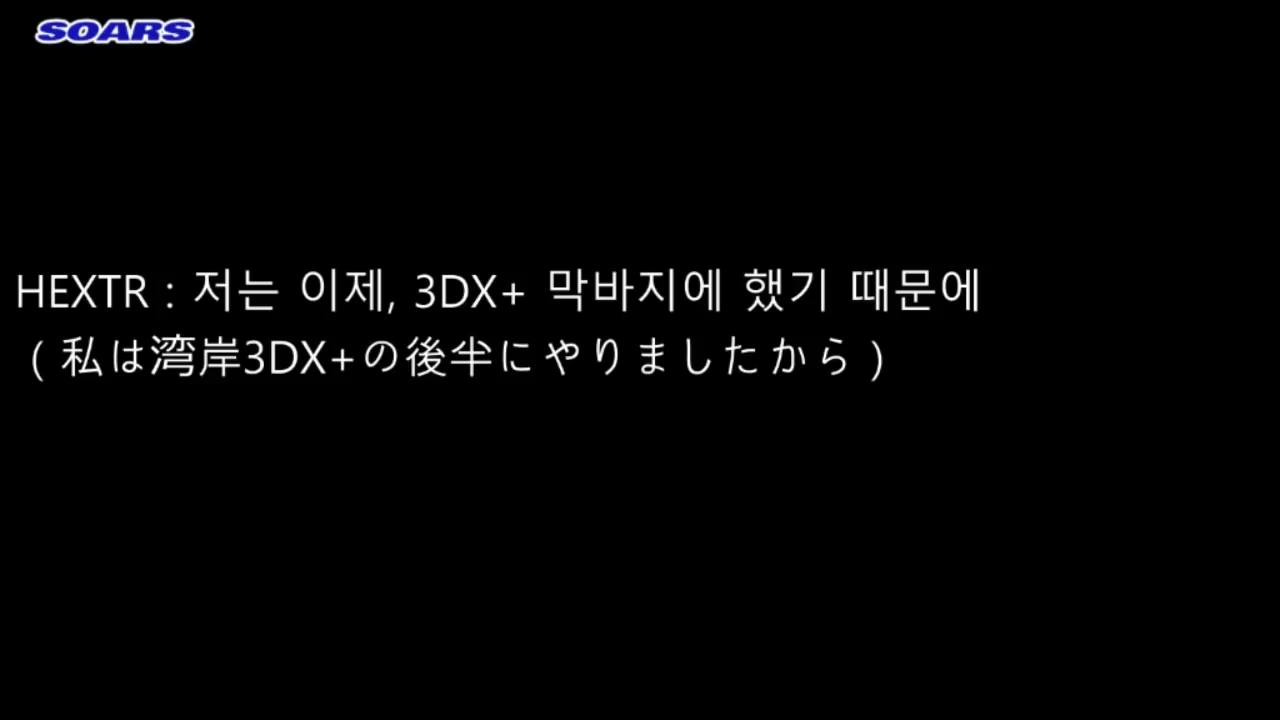 SOARS
HEXTR : 저는 이제, 3DX+ 막바지에 했기 때문에
( 私は湾岸3DX+の後半にやりましたから )